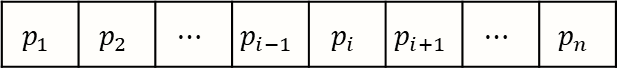 p₁ p₂ ⋯ pᵢ₋₁ pᵢ pᵢ₊₁ ⋯ pₙ